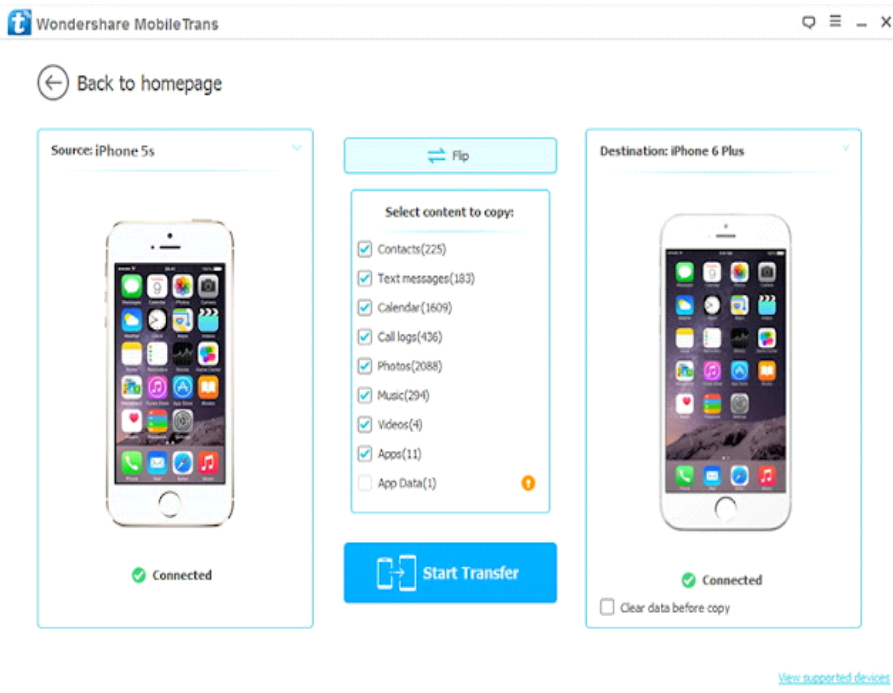 Wondershare MobileTrans
Back to homepage
Source: iPhone 5s
Flip
Destination: iPhone 6 Plus
Select content to copy:
Contacts(225)
Text messages(183)
Calendar(1609)
Call logs(436)
Photos(2088)
Music(294)
Videos(4)
Apps(11)
App Data(1)
Start Transfer
Connected
Connected
Clear data before copy
View supported devices